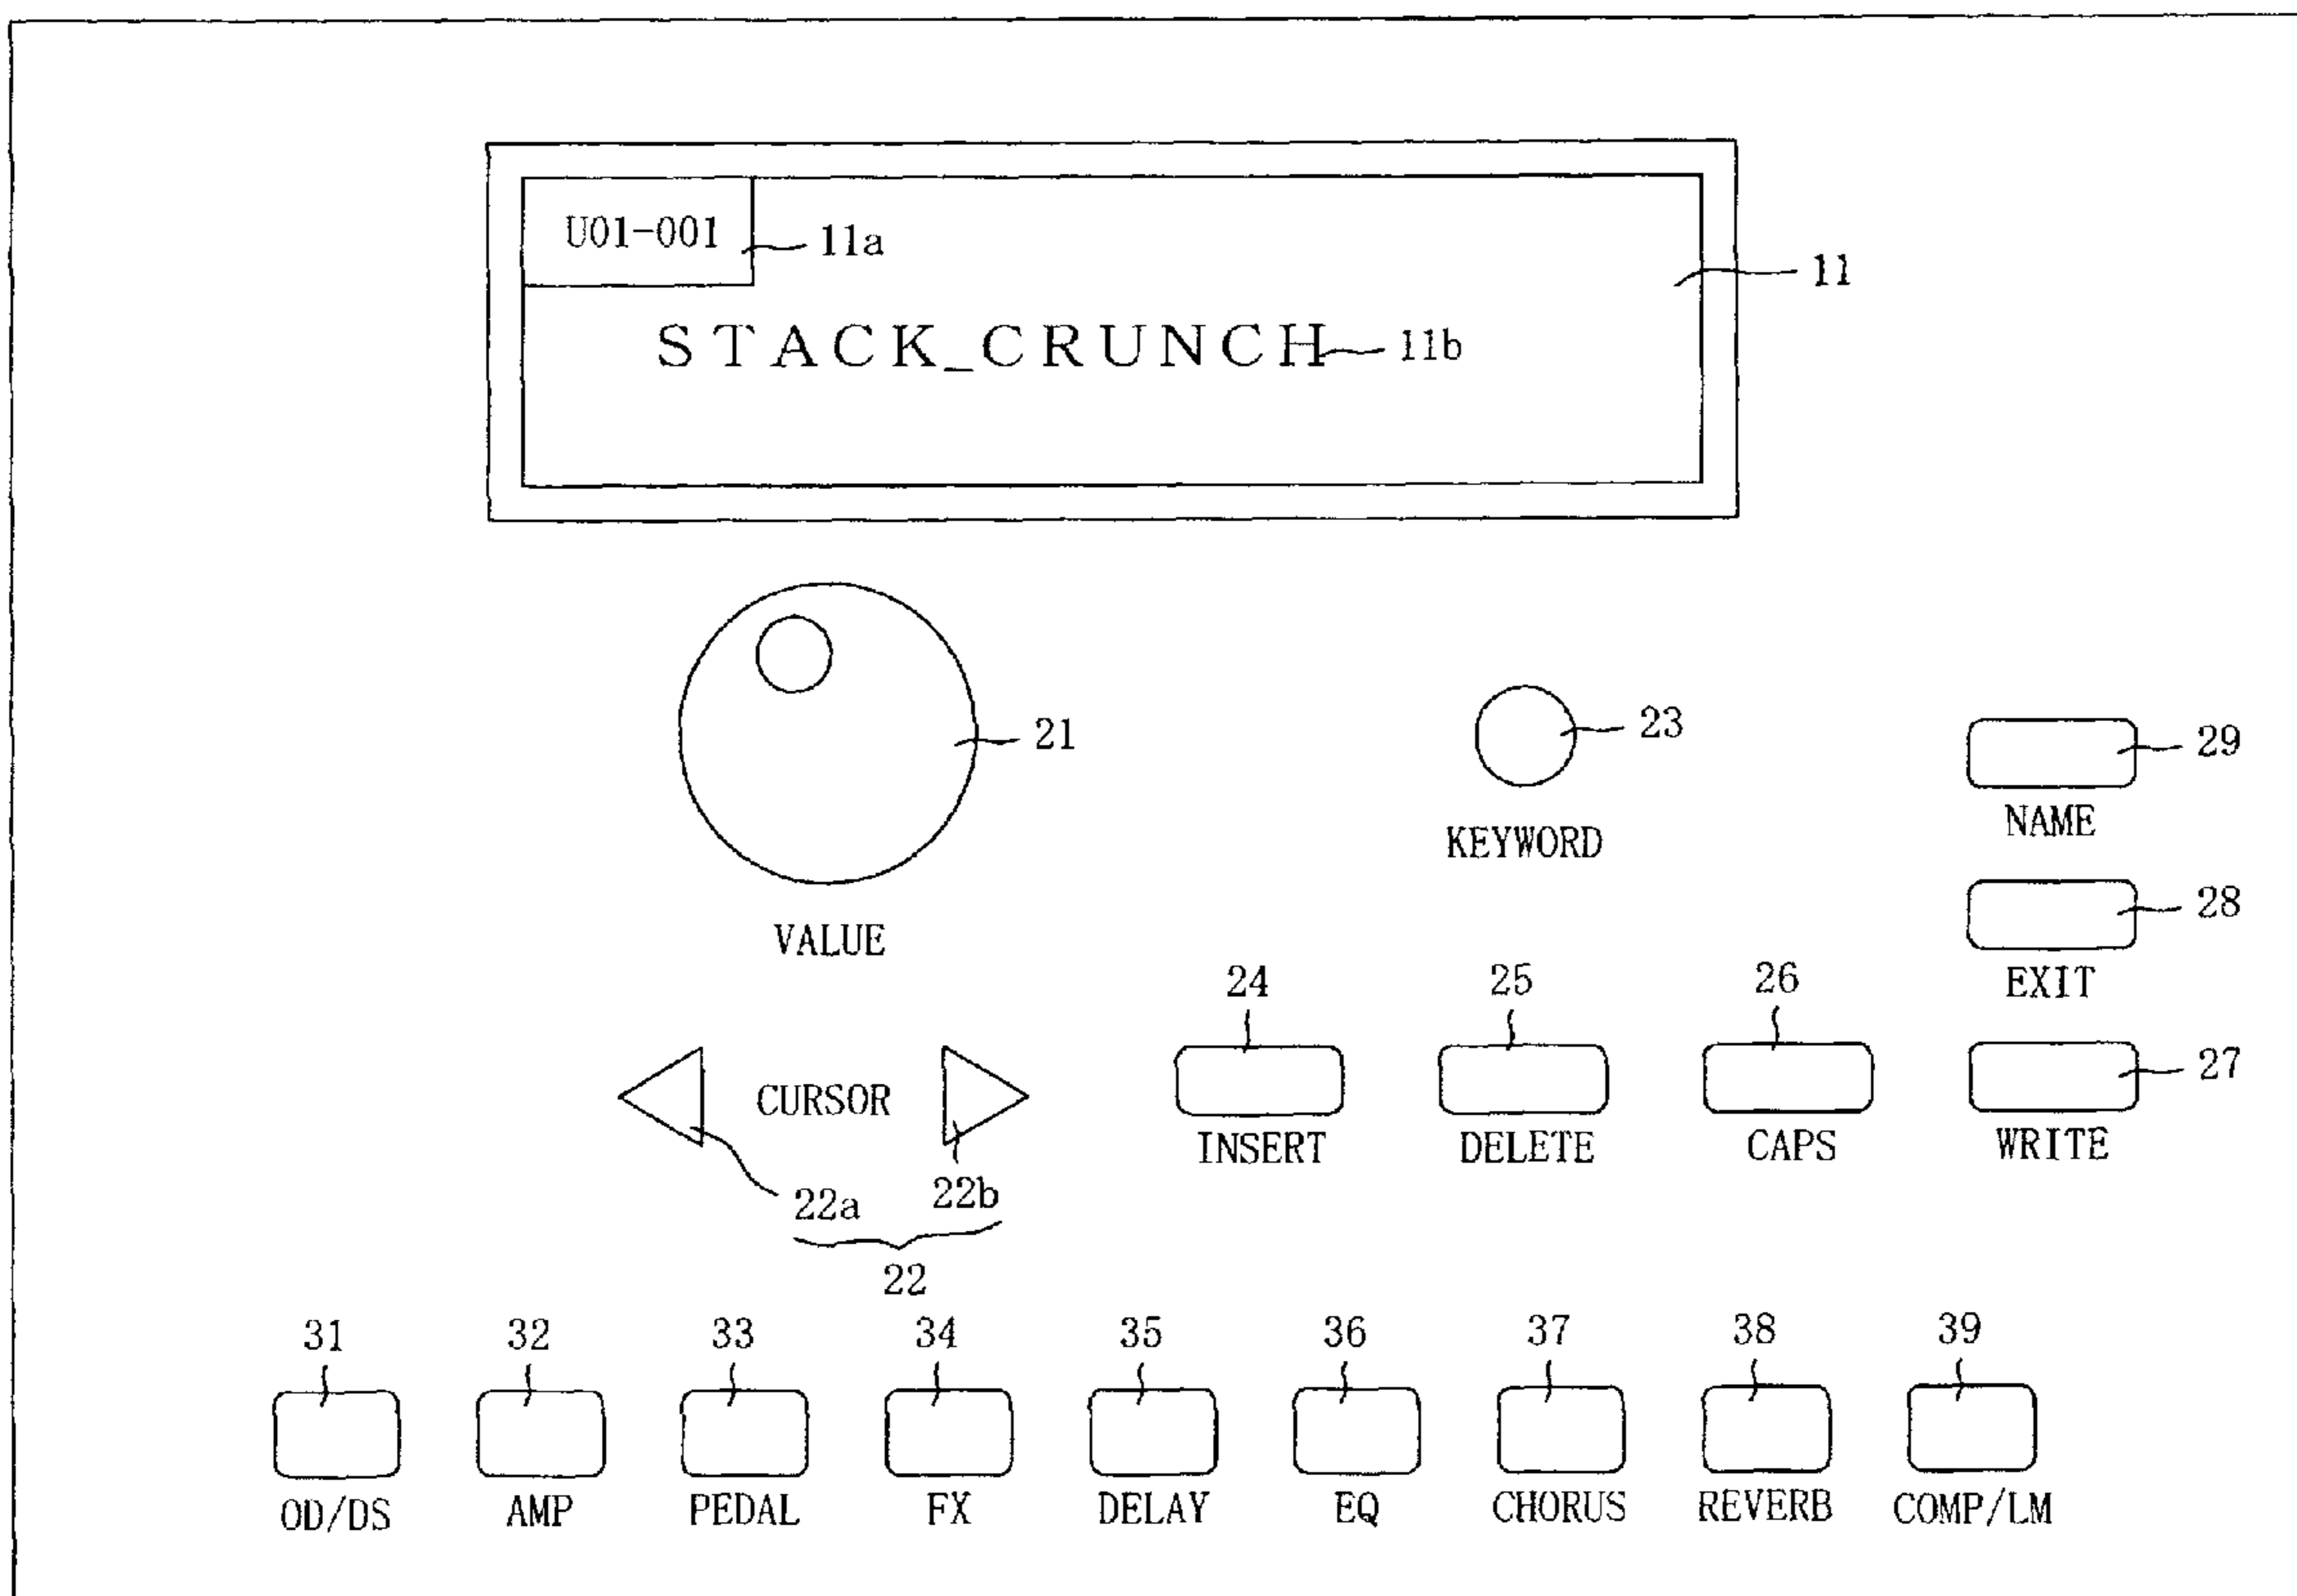 U01-001
11a
11
STACK_CRUNCH
11b
21
23
29
KEYWORD
NAME
28
VALUE
24
25
26
EXIT
CURSOR
27
INSERT
DELETE
CAPS
WRITE
22a
22b
22
31 32 33 34 35 36 37 38 39
OD/DS AMP PEDAL FX DELAY EQ CHORUS REVERB COMP/LM